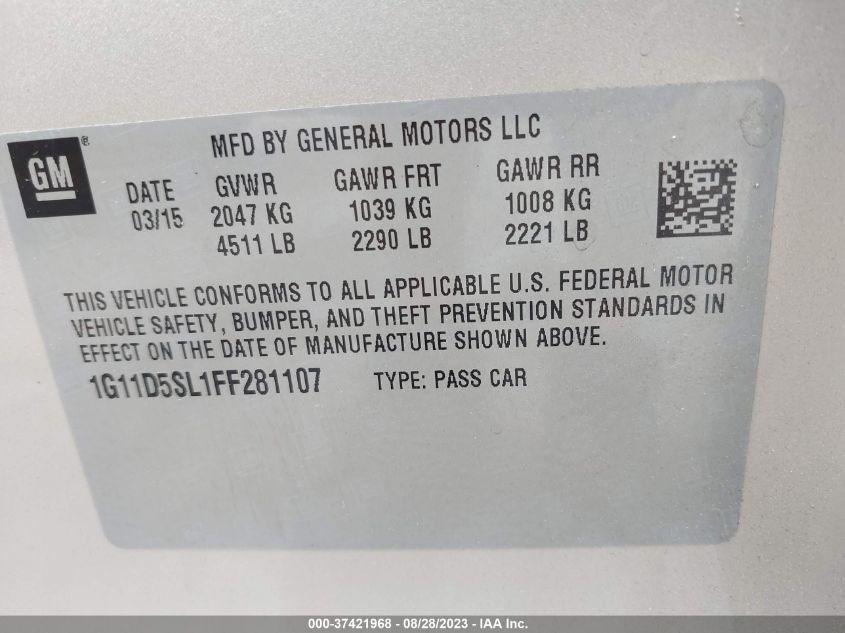 GM ®
MFD BY GENERAL MOTORS LLC
DATE GVWR GAWR FRT GAWR RR
03/15 2047 KG 1039 KG 1008 KG
4511 LB 2290 LB 2221 LB
THIS VEHICLE CONFORMS TO ALL APPLICABLE U.S. FEDERAL MOTOR
VEHICLE SAFETY, BUMPER, AND THEFT PREVENTION STANDARDS IN
EFFECT ON THE DATE OF MANUFACTURE SHOWN ABOVE.
1G11D5SL1FF281107 TYPE: PASS CAR
000-37421968 - 08/28/2023 - IAA Inc.